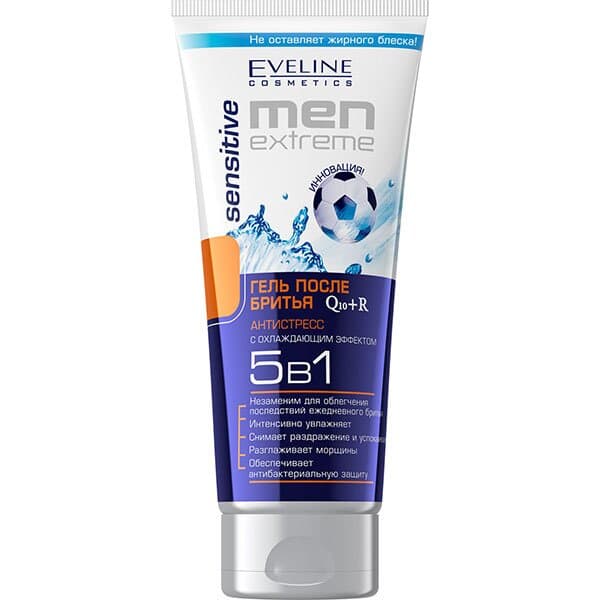 Не оставляет жирного блеска!
EVELINE
COSMETICS
sensitive
men
extreme
ИННОВАЦИЯ!
ГЕЛЬ ПОСЛЕ
БРИТЬЯ Q10+R
АНТИСТРЕСС
С ОХЛАЖДАЮЩИМ ЭФФЕКТОМ
5в1
Незаменим для облегчения
последствий ежедневного
Интенсивно увлажняет
Снимает раздражение и
Разглаживает морщины
Обеспечивает
антибактериальную защиту